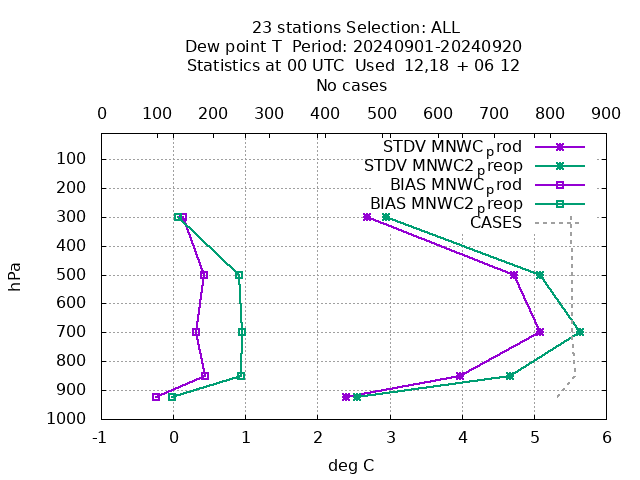 23 stations Selection: ALL
Dew point T  Period: 20240901-20240920
Statistics at 00 UTC  Used  12,18 + 06 12
No cases
0 100 200 300 400 500 600 700 800 900
STDV MNWC_prod
STDV MNWC2_preop
BIAS MNWC_prod
BIAS MNWC2_preop
CASES
100
200
300
400
500
600
700
800
900
1000
hPa
-1 0 1 2 3 4 5 6
deg C